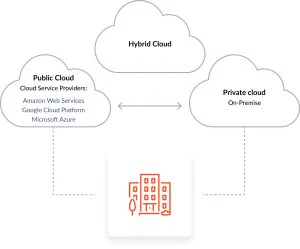 Hybrid Cloud
Public Cloud
Cloud Service Providers:
Amazon Web Services
Google Cloud Platform
Microsoft Azure
Private cloud
On-Premise